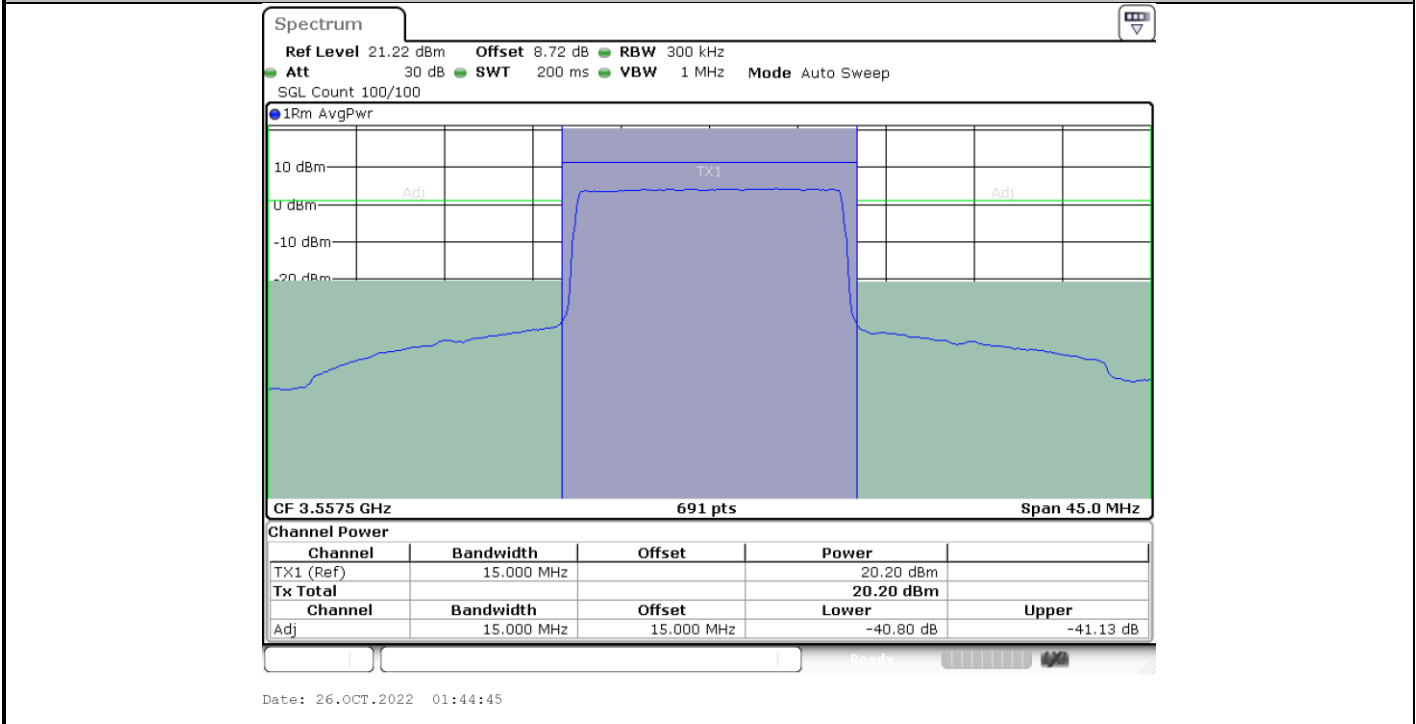 Spectrum
Ref Level 21.22 dBm Offset 8.72 dB RBW 300 kHz
Att 30 dB SWT 200 ms VBW 1 MHz Mode Auto Sweep
SGL Count 100/100
1Rm AvgPwr
10 dBm
TX1
Adj Adj
0 dBm
-10 dBm
-20 dBm
CF 3.5575 GHz 691 pts Span 45.0 MHz
Channel Power
Channel Bandwidth Offset Power
TX1 (Ref) 15.000 MHz 20.20 dBm
Tx Total 20.20 dBm
Channel Bandwidth Offset Lower Upper
Adj 15.000 MHz 15.000 MHz -40.80 dB -41.13 dB
Ready
Date: 26.OCT.2022 01:44:45